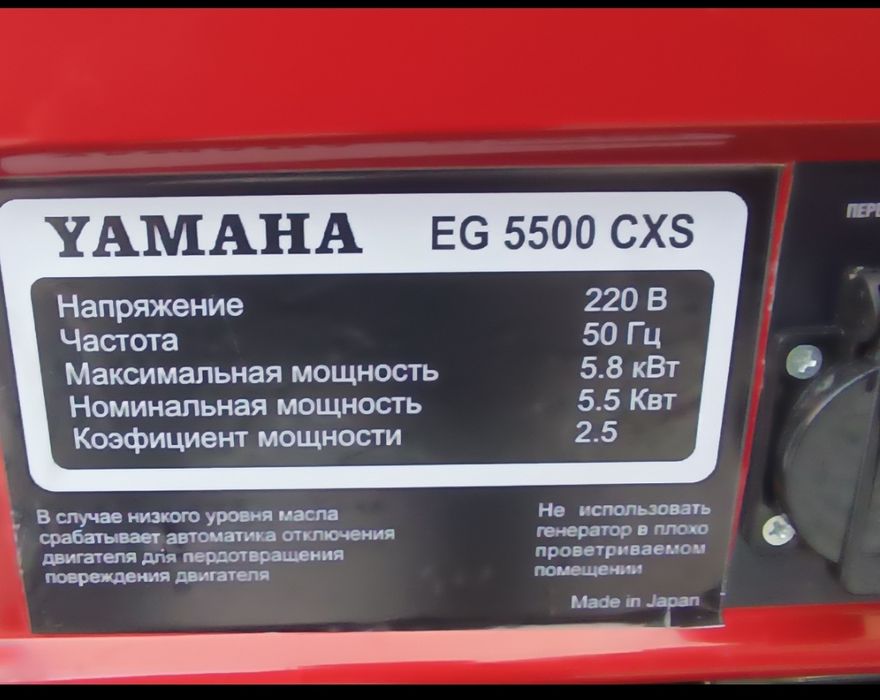 YAMAHA EG 5500 CXS
Напряжение 220 В
Частота 50 Гц
Максимальная мощность 5.8 кВт
Номинальная мощность 5.5 Квт
Коэфициент мощности 2.5
В случае низкого уровня масла
срабатывает автоматика отключения
двигателя для пердотвращения
повреждения двигателя
Не использовать
генератор в плохо
проветриваемом
помещении
Made in Japan